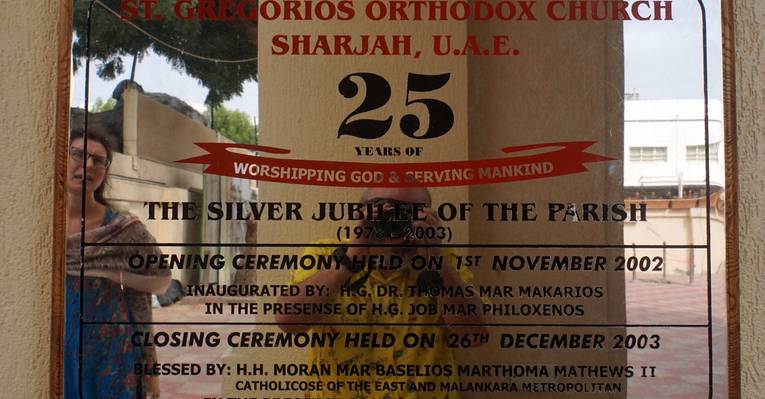 ST. GREGORIOS ORTHODOX CHURCH
SHARJAH, U.A.E.
25
YEARS OF
WORSHIPPING GOD & SERVING MANKIND
THE SILVER JUBILEE OF THE PARISH
(1978 - 2003)
OPENING CEREMONY HELD ON 1ST NOVEMBER 2002
INAUGURATED BY: H.G. DR. THOMAS MAR MAKARIOS
IN THE PRESENSE OF H.G. JOB MAR PHILOXENOS
CLOSING CEREMONY HELD ON 26TH DECEMBER 2003
BLESSED BY: H.H. MORAN MAR BASELIOS MARTHOMA MATHEWS II
CATHOLICOSE OF THE EAST AND MALANKARA METROPOLITAN